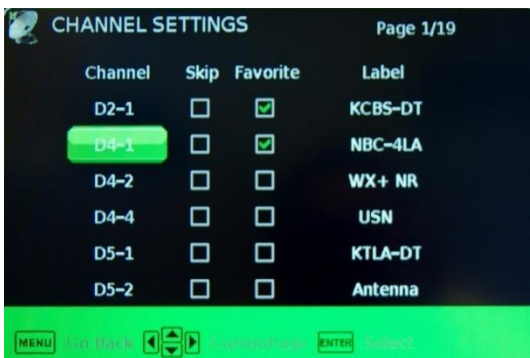 CHANNEL SETTINGS Page 1/19
Channel Skip Favorite Label
D2-1 KCBS-DT
D4-1 NBC-4LA
D4-2 WX+ NR
D4-4 USN
D5-1 KTLA-DT
D5-2 Antenna
MENU Go Back ENTER Select